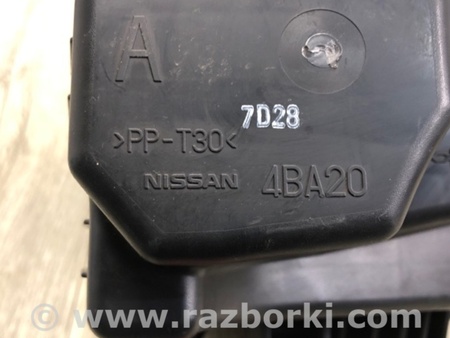 A
7D28
>PP-T30<
NISSAN 4BA20
© www.razborki.com